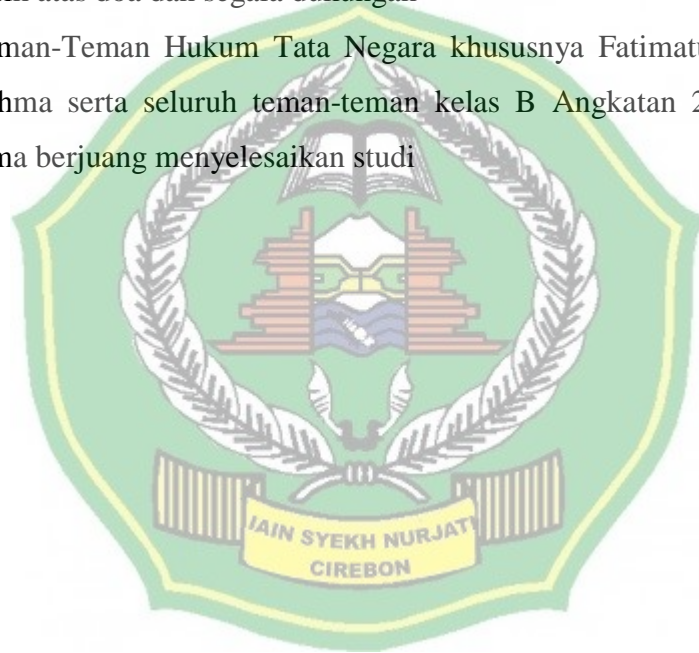 atas doa dan segala dukungan
man-Teman Hukum Tata Negara khususnya Fatimatt
hma serta seluruh teman-teman kelas B Angkatan 2
na berjuang menyelesaikan studi
IAIN SYEKH NURJATI
CIREBON